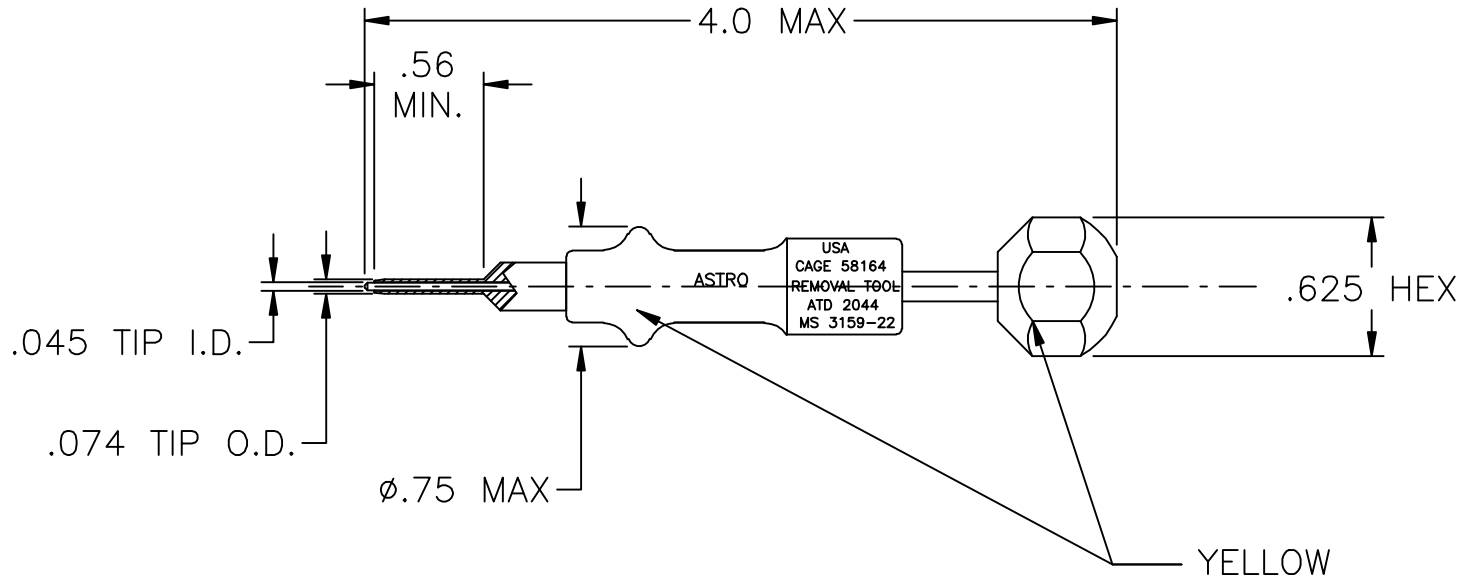 4.0 MAX
.56
MIN.
USA
CAGE 58164
ASTRO
REMOVAL TOOL
ATD 2044
MS 3159-22
.625 HEX
.045 TIP I.D.
.074 TIP O.D.
ø.75 MAX
YELLOW